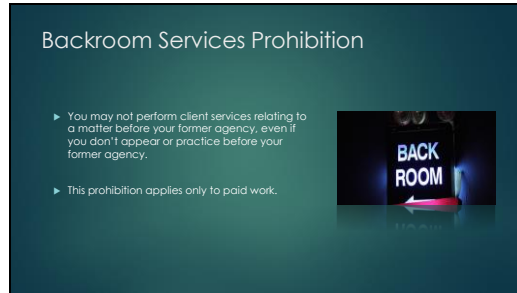 Backroom Services Prohibition
You may not perform client services relating to
a matter before your former agency, even if
you don't appear or practice before your
former agency.
This prohibition applies only to paid work.
BACK
ROOM